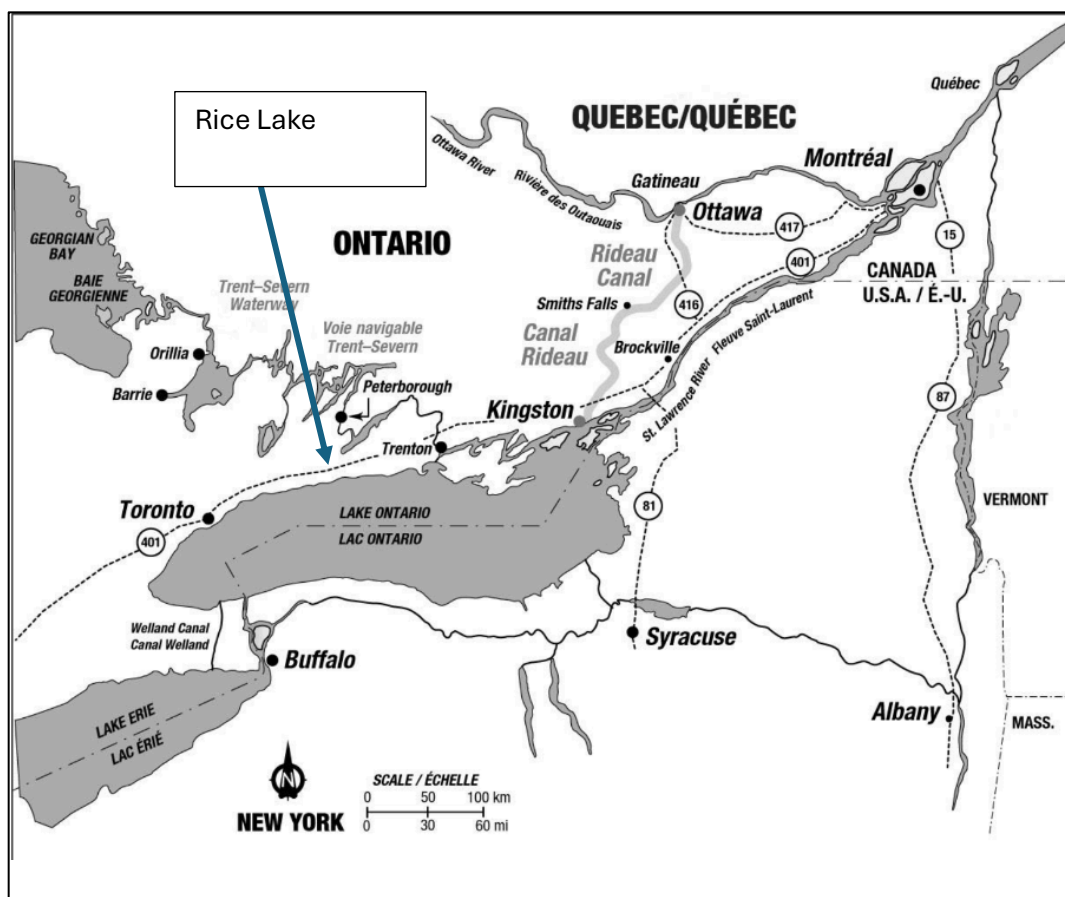 Rice Lake
QUEBEC/QUÉBEC
Québec
Montréal
Ottawa River
Rivière des Outaouais
Gatineau
Ottawa
417
15
GEORGIAN
BAY
BAIE
GEORGIENNE
ONTARIO
Rideau
Canal
401
CANADA
U.S.A. / É.-U.
Trent–Severn
Waterway
Smiths Falls
416
Voie navigable
Trent–Severn
Canal
Rideau
Brockville
St. Lawrence River
Fleuve Saint-Laurent
Orillia
Barrie
Peterborough
87
Kingston
Trenton
Toronto
401
LAKE ONTARIO
LAC ONTARIO
81
VERMONT
Welland Canal
Canal Welland
Syracuse
Buffalo
LAKE ERIE
LAC ÉRIÉ
Albany
MASS.
N
NEW YORK
SCALE / ÉCHELLE
0 50 100 km
0 30 60 mi